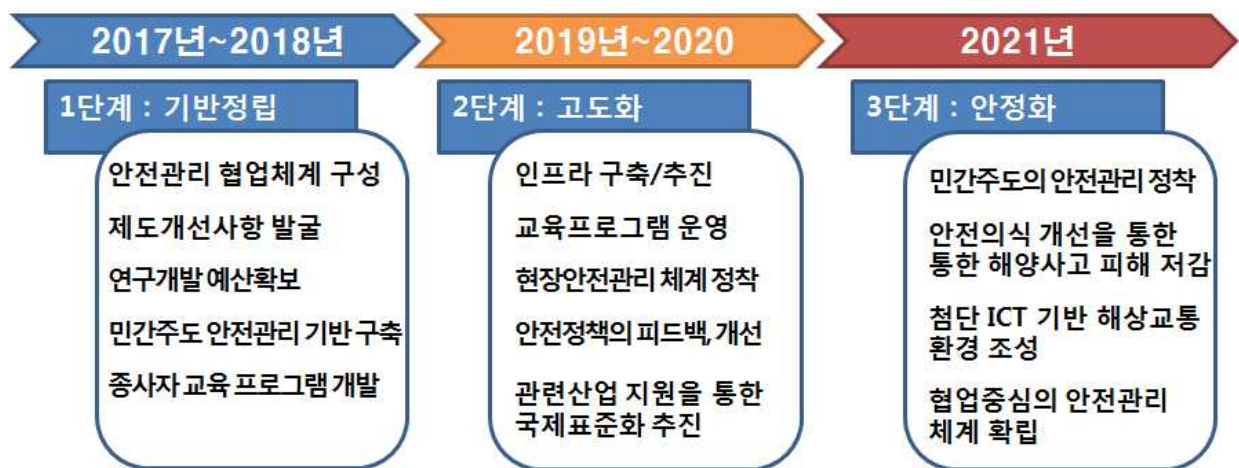 2017년~2018년
2019년~2020
2021년
1단계 : 기반정립
안전관리 협업체계 구성
제도개선사항 발굴
연구개발 예산확보
민간주도 안전관리 기반 구축
종사자 교육 프로그램 개발
2단계 : 고도화
인프라 구축/추진
교육프로그램 운영
현장안전관리 체계 정착
안전정책의 피드백, 개선
관련산업 지원을 통한
국제표준화 추진
3단계 : 안정화
민간주도의 안전관리 정착
안전의식 개선을 통한
통한 해양사고 피해 저감
첨단 ICT 기반 해상교통
환경 조성
협업중심의 안전관리
체계 확립